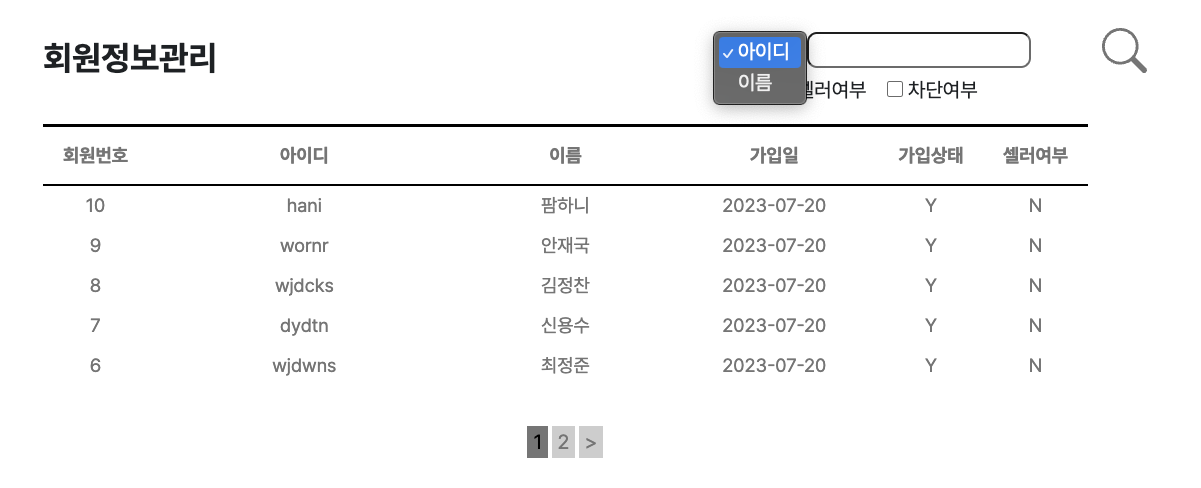 회원정보관리
✓ 아이디
이름
셀러여부 차단여부
회원번호 아이디 이름 가입일 가입상태 셀러여부
10 hani 팜하니 2023-07-20 Y N
9 wornr 안재국 2023-07-20 Y N
8 wjdcks 김정찬 2023-07-20 Y N
7 dydtn 신용수 2023-07-20 Y N
6 wjdwns 최정준 2023-07-20 Y N
1 2 >